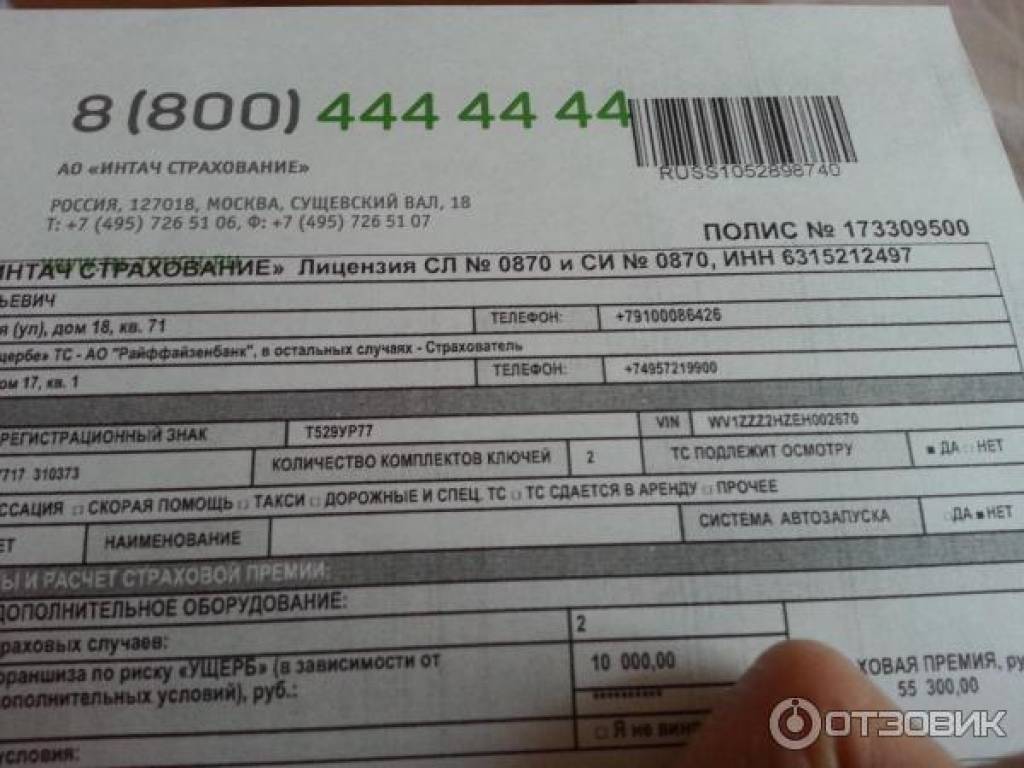 8 (800) 444 44 44
RUSS1052898740
АО «ИНТАЧ СТРАХОВАНИЕ»
РОССИЯ, 127018, МОСКВА, СУЩЕВСКИЙ ВАЛ, 18
Т: +7 (495) 726 51 06, Ф: +7 (495) 726 51 07
ПОЛИС № 173309500
ИНТАЧ СТРАХОВАНИЕ» Лицензия СЛ № 0870 и СИ № 0870, ИНН 6315212497
ЬЕВИЧ
я (ул), дом 18, кв. 71 ТЕЛЕФОН: +79100086426
щербе» ТС - АО "Райффайзенбанк", в остальных случаях - Страхователь
ом 17, кв. 1 ТЕЛЕФОН: +74957219900
РЕГИСТРАЦИОННЫЙ ЗНАК Т529УР77 VIN WV1ZZZ2HZEH002670
7717 310373 КОЛИЧЕСТВО КОМПЛЕКТОВ КЛЮЧЕЙ 2 ТС ПОДЛЕЖИТ ОСМОТРУ ■ ДА □ НЕТ
ССАЦИЯ □ СКОРАЯ ПОМОЩЬ □ ТАКСИ □ ДОРОЖНЫЕ И СПЕЦ. ТС □ ТС СДАЕТСЯ В АРЕНДУ □ ПРОЧЕЕ
ЕТ НАИМЕНОВАНИЕ СИСТЕМА АВТОЗАПУСКА □ ДА ■ НЕТ
Ы И РАСЧЕТ СТРАХОВОЙ ПРЕМИИ:
ДОПОЛНИТЕЛЬНОЕ ОБОРУДОВАНИЕ:
раховых случаев: 2
раншиза по риску «УЩЕРБ» (в зависимости от
дополнительных условий), руб.: 10 000,00
**********
ХОВАЯ ПРЕМИЯ, ру
55 300,00
□ Я не вин
условия:
ОТЗОВИК